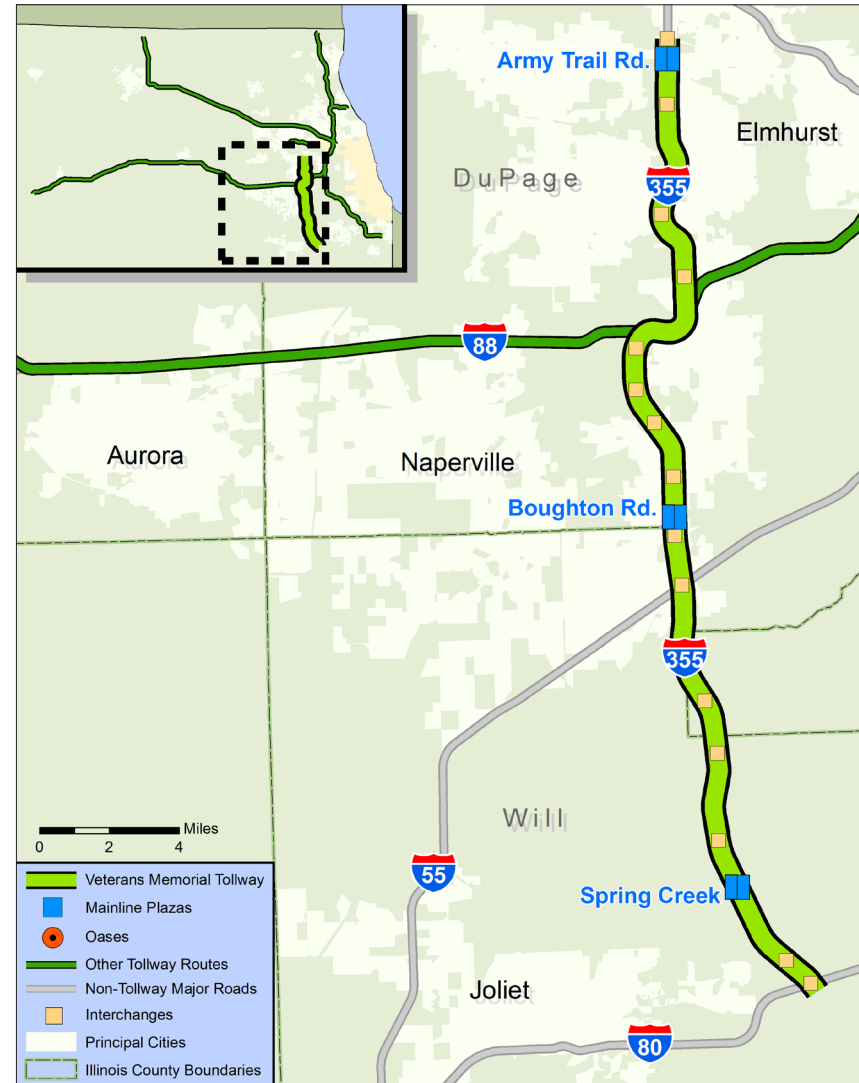 Army Trail Rd.
Elmhurst
DuPage
355
88
Aurora
Naperville
Boughton Rd.
355
Will
Miles
0 2 4
55
Spring Creek
Joliet
80
Veterans Memorial Tollway
Mainline Plazas
Oases
Other Tollway Routes
Non-Tollway Major Roads
Interchanges
Principal Cities
Illinois County Boundaries